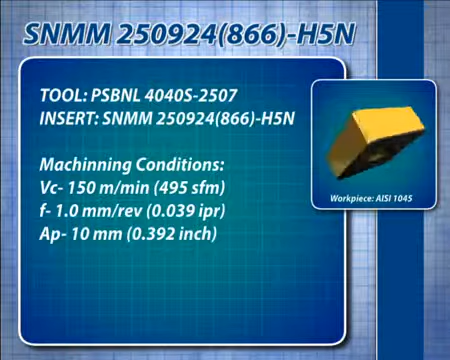 SNMM 250924(866)-H5N
TOOL: PSBNL 4040S-2507
INSERT: SNMM 250924(866)-H5N
Machinning Conditions:
Vc- 150 m/min (495 sfm)
f- 1.0 mm/rev (0.039 ipr)
Ap- 10 mm (0.392 inch)
Workpiece: AISI 1045